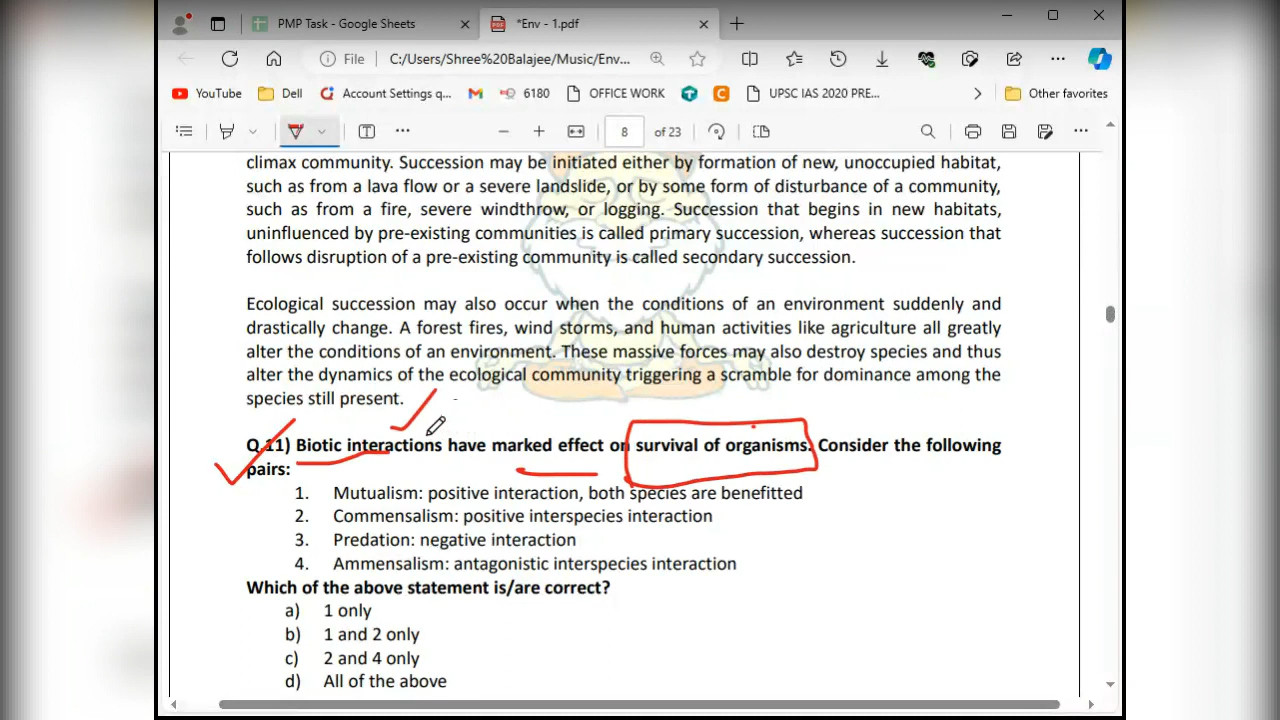 PMP Task - Google Sheets
*Env - 1.pdf
File
C:/Users/Shree%20Balajee/Music/Env...
YouTube
Dell
Account Settings q...
6180
OFFICE WORK
UPSC IAS 2020 PRE...
Other favorites
8 of 23
climax community. Succession may be initiated either by formation of new, unoccupied habitat,
such as from a lava flow or a severe landslide, or by some form of disturbance of a community,
such as from a fire, severe windthrow, or logging. Succession that begins in new habitats,
uninfluenced by pre-existing communities is called primary succession, whereas succession that
follows disruption of a pre-existing community is called secondary succession.
Ecological succession may also occur when the conditions of an environment suddenly and
drastically change. A forest fires, wind storms, and human activities like agriculture all greatly
alter the conditions of an environment. These massive forces may also destroy species and thus
alter the dynamics of the ecological community triggering a scramble for dominance among the
species still present.
Q.11) Biotic interactions have marked effect on survival of organisms. Consider the following
pairs:
1. Mutualism: positive interaction, both species are benefitted
2. Commensalism: positive interspecies interaction
3. Predation: negative interaction
4. Ammensalism: antagonistic interspecies interaction
Which of the above statement is/are correct?
a) 1 only
b) 1 and 2 only
c) 2 and 4 only
d) All of the above